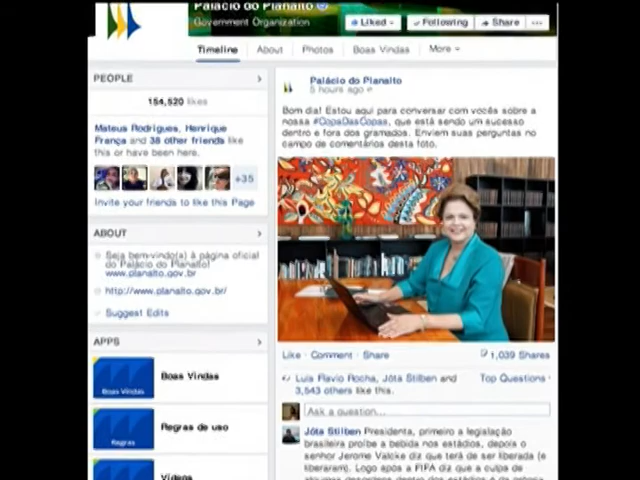 Palácio do Planalto
Government Organization
Liked
Following
Share
Timeline
About
Photos
Boas Vindas
More
PEOPLE
154,520 likes
Mateus Rodrigues, Henrique
França and 38 other friends like
this or have been here.
+35
Invite your friends to like this Page
ABOUT
Seja bem-vindo(a) à página oficial
do Palácio do Planalto!
www.planalto.gov.br
http://www.planalto.gov.br/
Suggest Edits
APPS
Boas Vindas
Boas Vindas
Regras
Regras de uso
Vídeos
Palácio do Planalto
5 hours ago
Bom dia! Estou aqui para conversar com vocês sobre a
nossa #CopaDasCopas, que está sendo um sucesso
dentro e fora dos gramados. Enviem suas perguntas no
campo de comentários desta foto.
Like · Comment · Share
1,039 Shares
Luis Flavio Rocha, Jôta Stilben and
3,543 others like this.
Top Questions
Ask a question...
Jôta Stilben Presidenta, primeiro a legislação
brasileira proíbe a bebida nos estádios, depois o
senhor Jerome Valcke diz que terá de ser liberada (e
liberaram). Logo após a FIFA diz que a culpa de